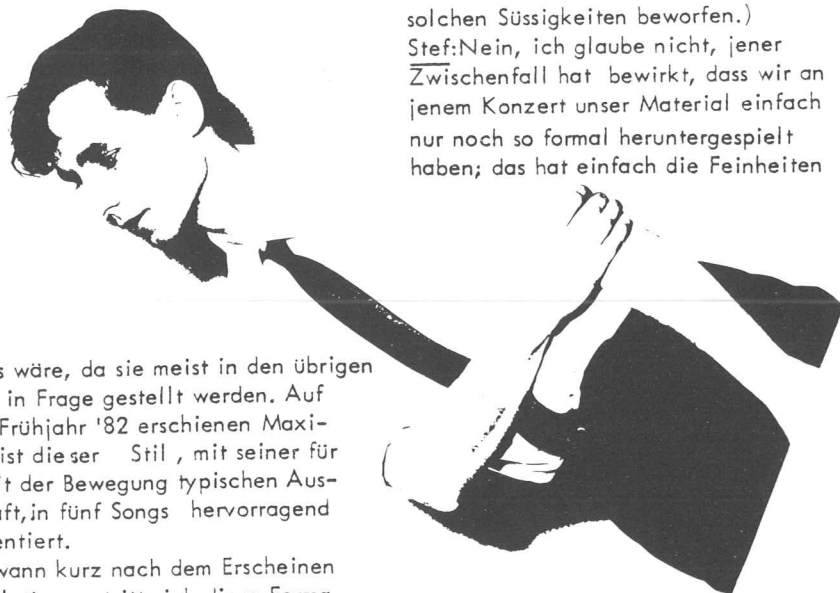 s wäre, da sie meist in den übrigen
in Frage gestellt werden. Auf
Frühjahr '82 erschienen Maxi-
ist dieser Stil , mit seiner für
t der Bewegung typischen Aus-
aft,in fünf Songs hervorragend
entiert.
wann kurz nach dem Erscheinen
solchen Süssigkeiten beworfen.)
Stef:Nein, ich glaube nicht, jener
Zwischenfall hat bewirkt, dass wir an
jenem Konzert unser Material einfach
nur noch so formal heruntergespielt
haben; das hat einfach die Feinheiten